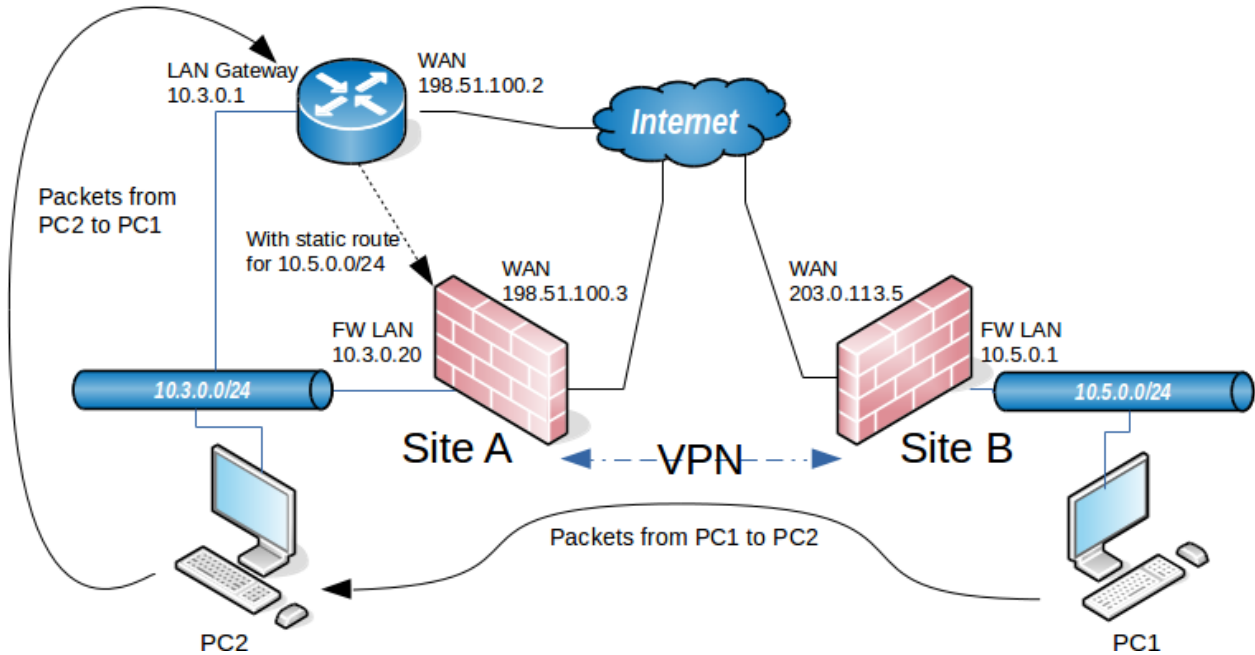 LAN Gateway
10.3.0.1
WAN
198.51.100.2
Internet
Packets from
PC2 to PC1
With static route
for 10.5.0.0/24
WAN
198.51.100.3
WAN
203.0.113.5
FW LAN
10.3.0.20
FW LAN
10.5.0.1
10.3.0.0/24
10.5.0.0/24
Site A
VPN
Site B
Packets from PC1 to PC2
PC2
PC1